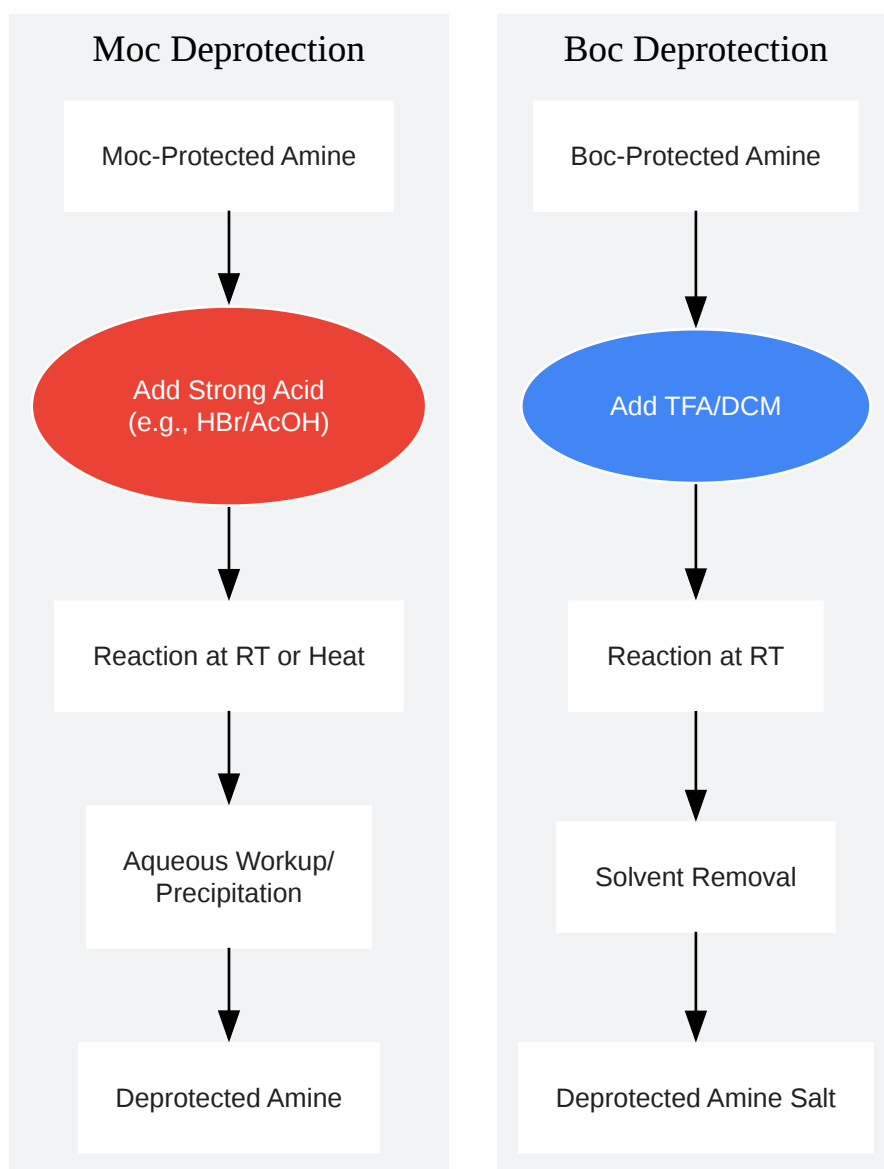 Moc Deprotection
Moc-Protected Amine
Add Strong Acid
(e.g., HBr/AcOH)
Reaction at RT or Heat
Aqueous Workup/
Precipitation
Deprotected Amine
Boc Deprotection
Boc-Protected Amine
Add TFA/DCM
Reaction at RT
Solvent Removal
Deprotected Amine Salt